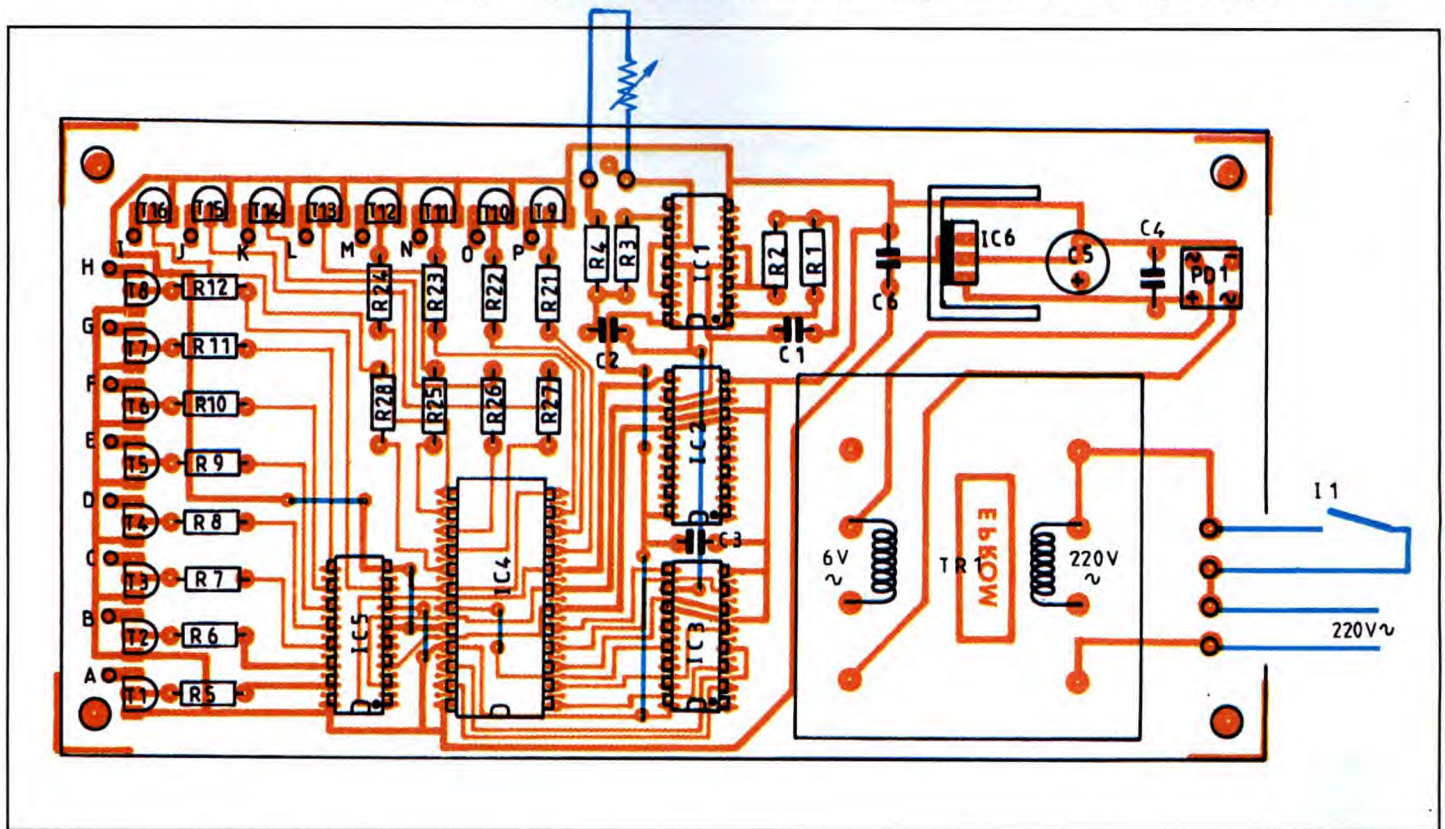 T16 T15 T14 T13 T12 T11 T10 T9
I J K L M N O P
H T8 R12
G T7 R11
F T6 R10
E T5 R9
D T4 R8
C T3 R7
B T2 R6
A T1 R5
R24 R23 R22 R21
R28 R25 R26 R27
R4 R3 IC1 R2 R1
C2 C1
C6 IC6 C5 + C4
~ - PD1 + ~
IC2
C3
IC3
IC4
IC5
6V ~
TR1
EPROW
220V ~
I1
220V~